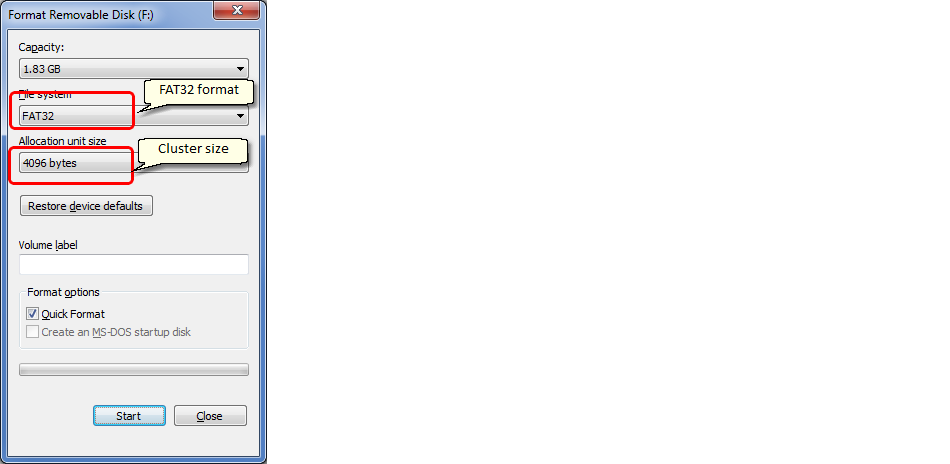 Format Removable Disk (F:)
Capacity:
1.83 GB
File system
FAT32 format
FAT32
Allocation unit size
Cluster size
4096 bytes
Restore device defaults
Volume label
Format options
Quick Format
Create an MS-DOS startup disk
Start Close